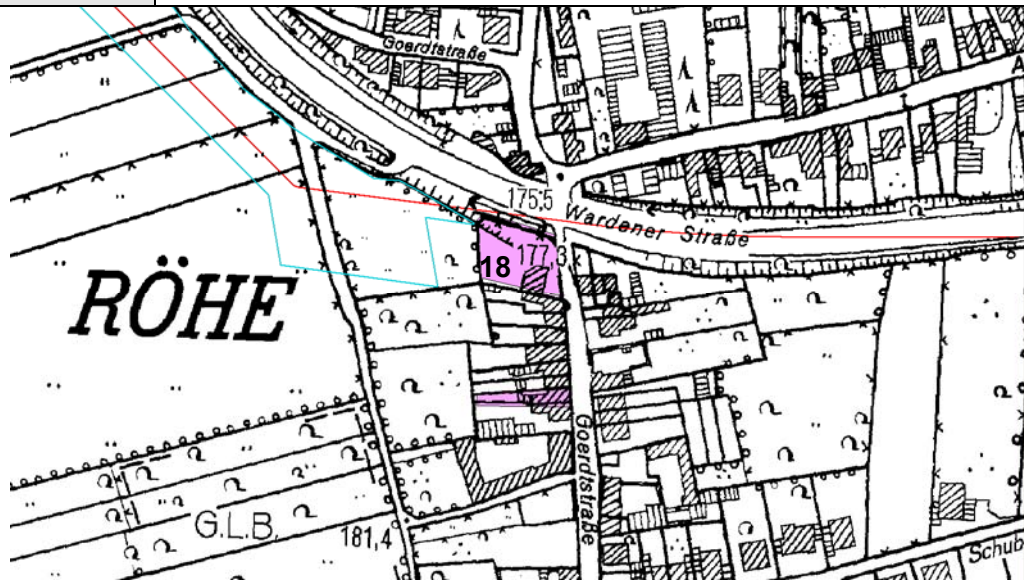 Goerdtstraße
A
175,5
Wardener Straße
177,3
18
RÖHE
Goerdtstraße
G.L.B.
181,4
Schub